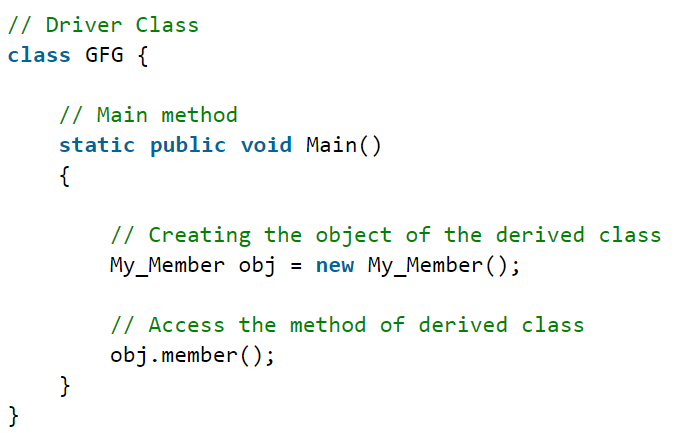 // Driver Class
class GFG {
// Main method
static public void Main()
{
// Creating the object of the derived class
My_Member obj = new My_Member();
// Access the method of derived class
obj.member();
}
}